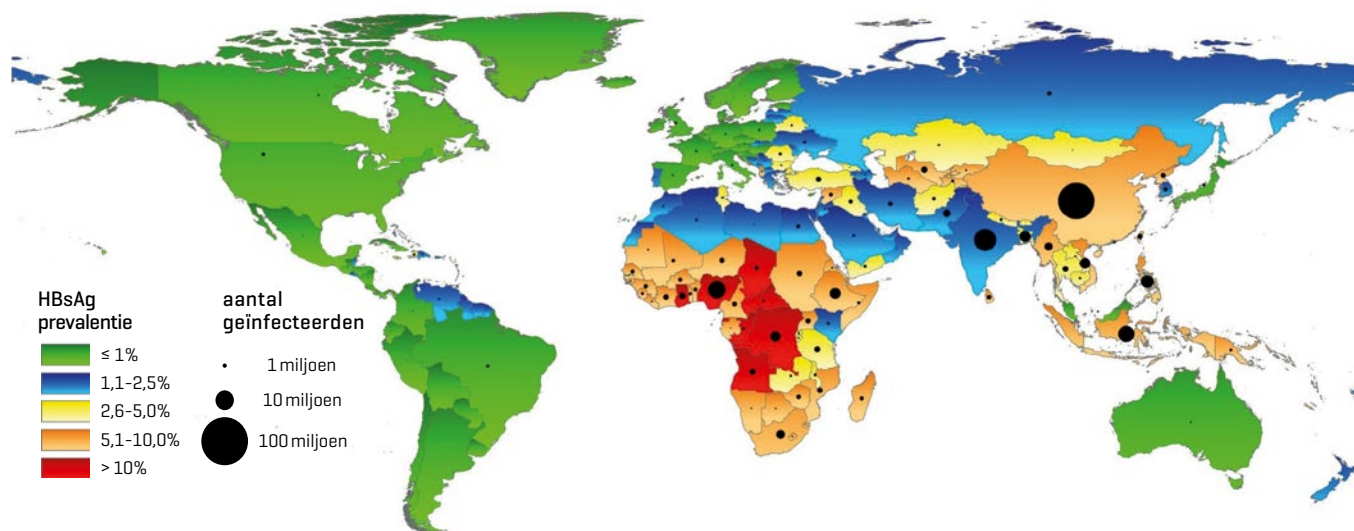 HBsAg
prevalentie
≤ 1%
1,1–2,5%
2,6–5,0%
5,1–10,0%
> 10%
aantal
geïnfecteerden
1 miljoen
10 miljoen
100 miljoen